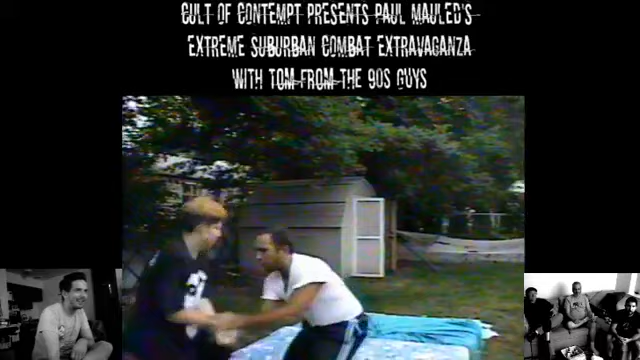 CULT OF CONTEMPT PRESENTS PAUL MAULED'S
EXTREME SUBURBAN COMBAT EXTRAVAGANZA
WITH TOM FROM THE 90S GUYS